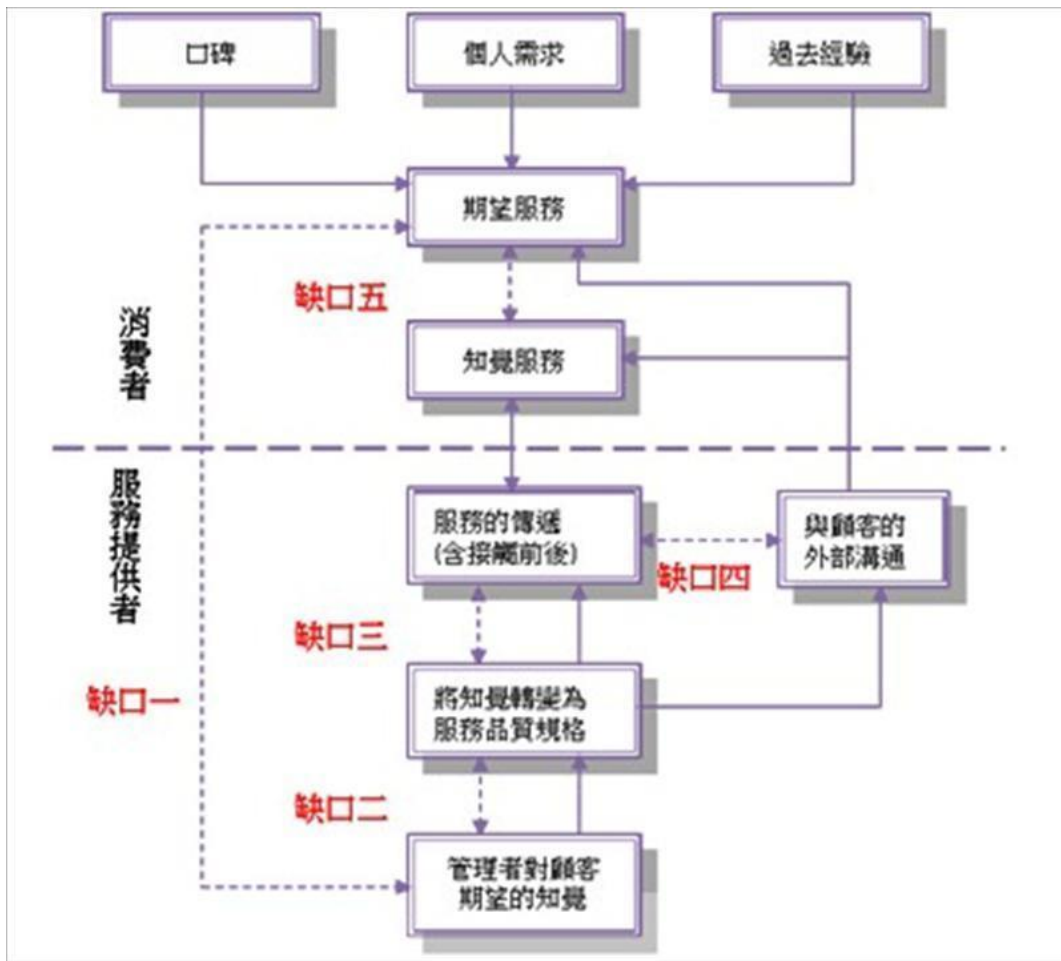 口碑
個人需求
過去經驗
期望服務
缺口五
消費者
知覺服務
服務提供者
服務的傳遞
(含接觸前後)
與顧客的
外部溝通
缺口四
缺口三
缺口一
將知覺轉變為
服務品質規格
缺口二
管理者對顧客
期望的知覺